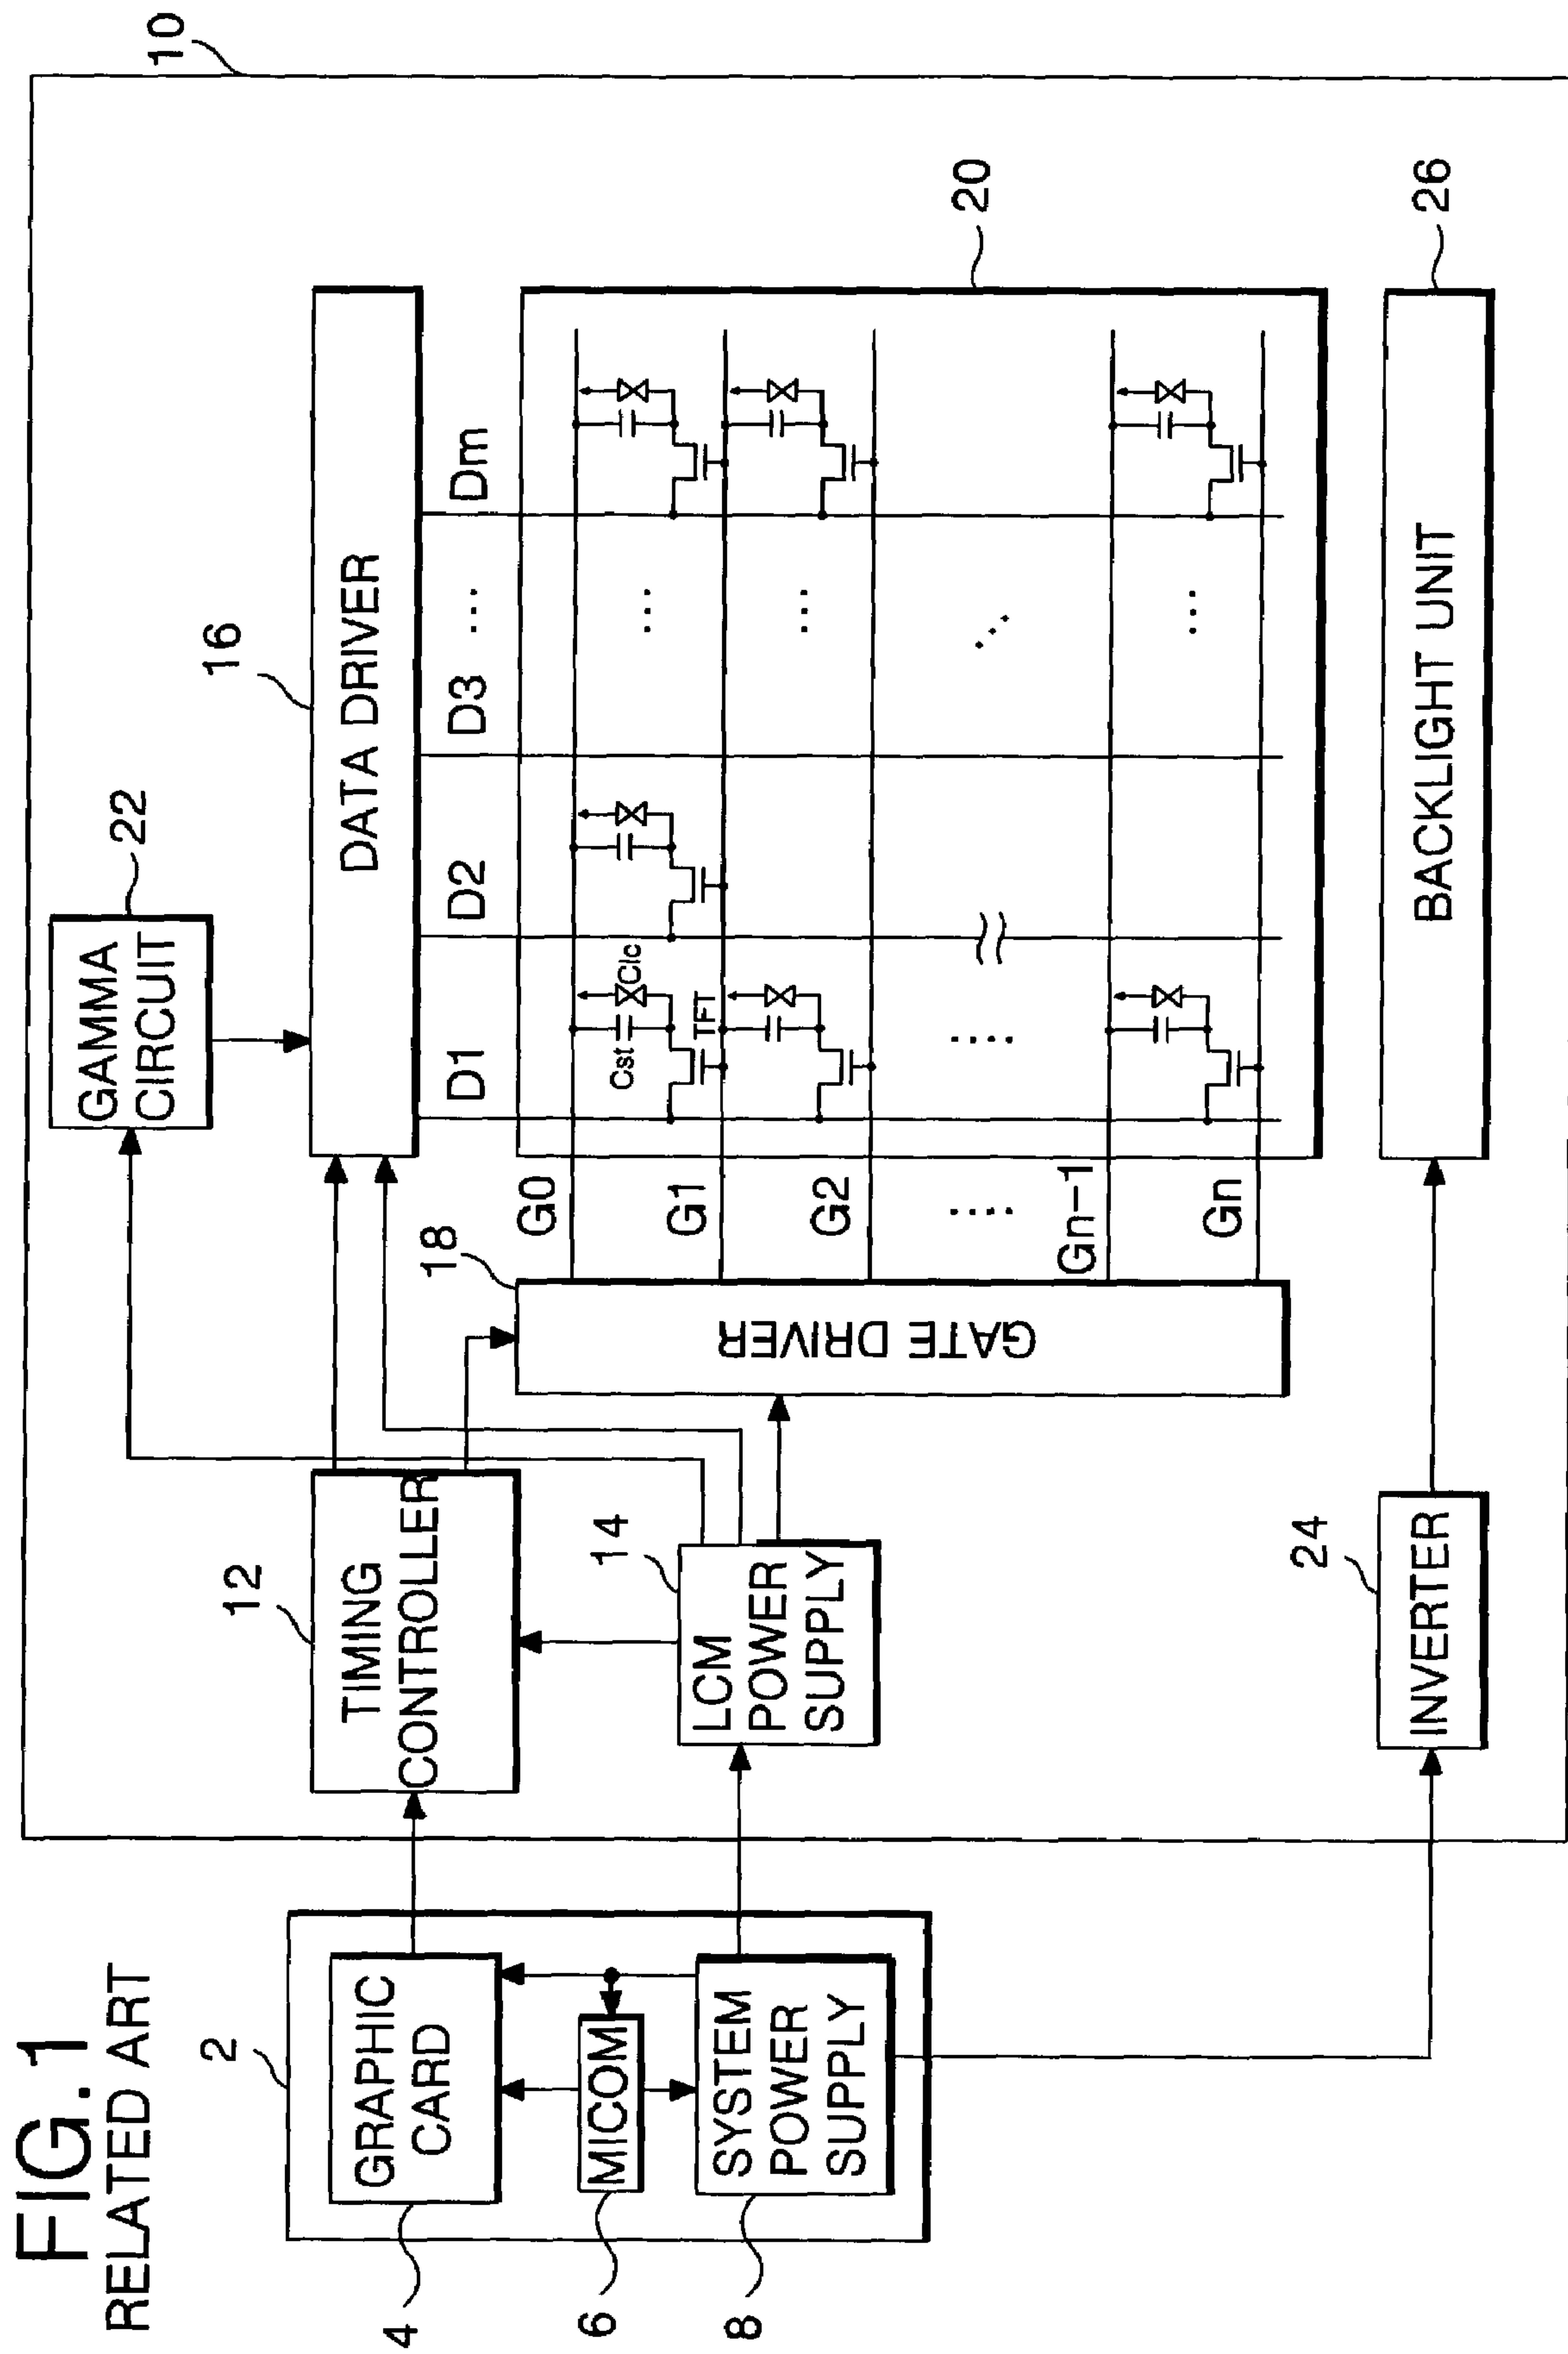 FIG.1
RELATED ART
2
GRAPHIC
CARD
4
MICOM
6
SYSTEM
POWER
SUPPLY
8
10
12
TIMING
CONTROLLER
14
LCM
POWER
SUPPLY
GAMMA
CIRCUIT
22
16
DATA DRIVER
18
GATE DRIVER
D1
D2
D3
...
Dm
G0
G1
G2
....
Gn-1
Gn
Cst
Clc
TFT
...
...
....
...
...
20
24
INVERTER
BACKLIGHT UNIT
26